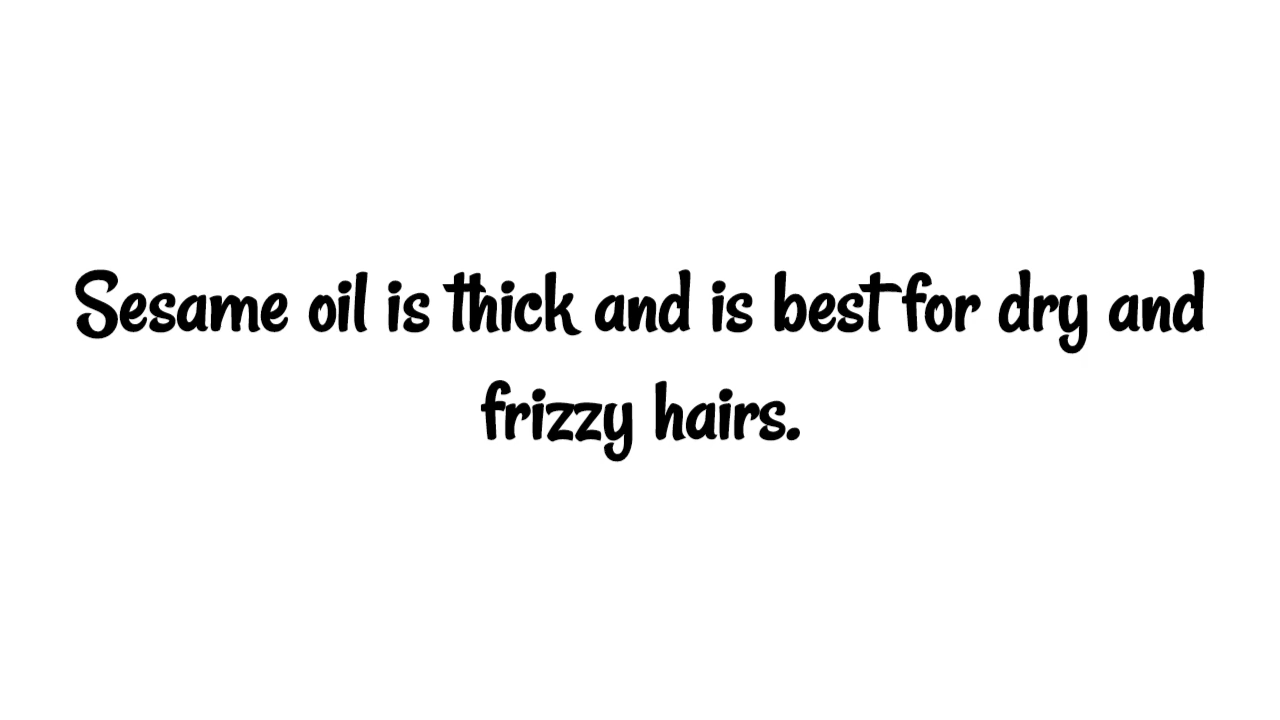 Sesame oil is thick and is best for dry and
frizzy hairs.